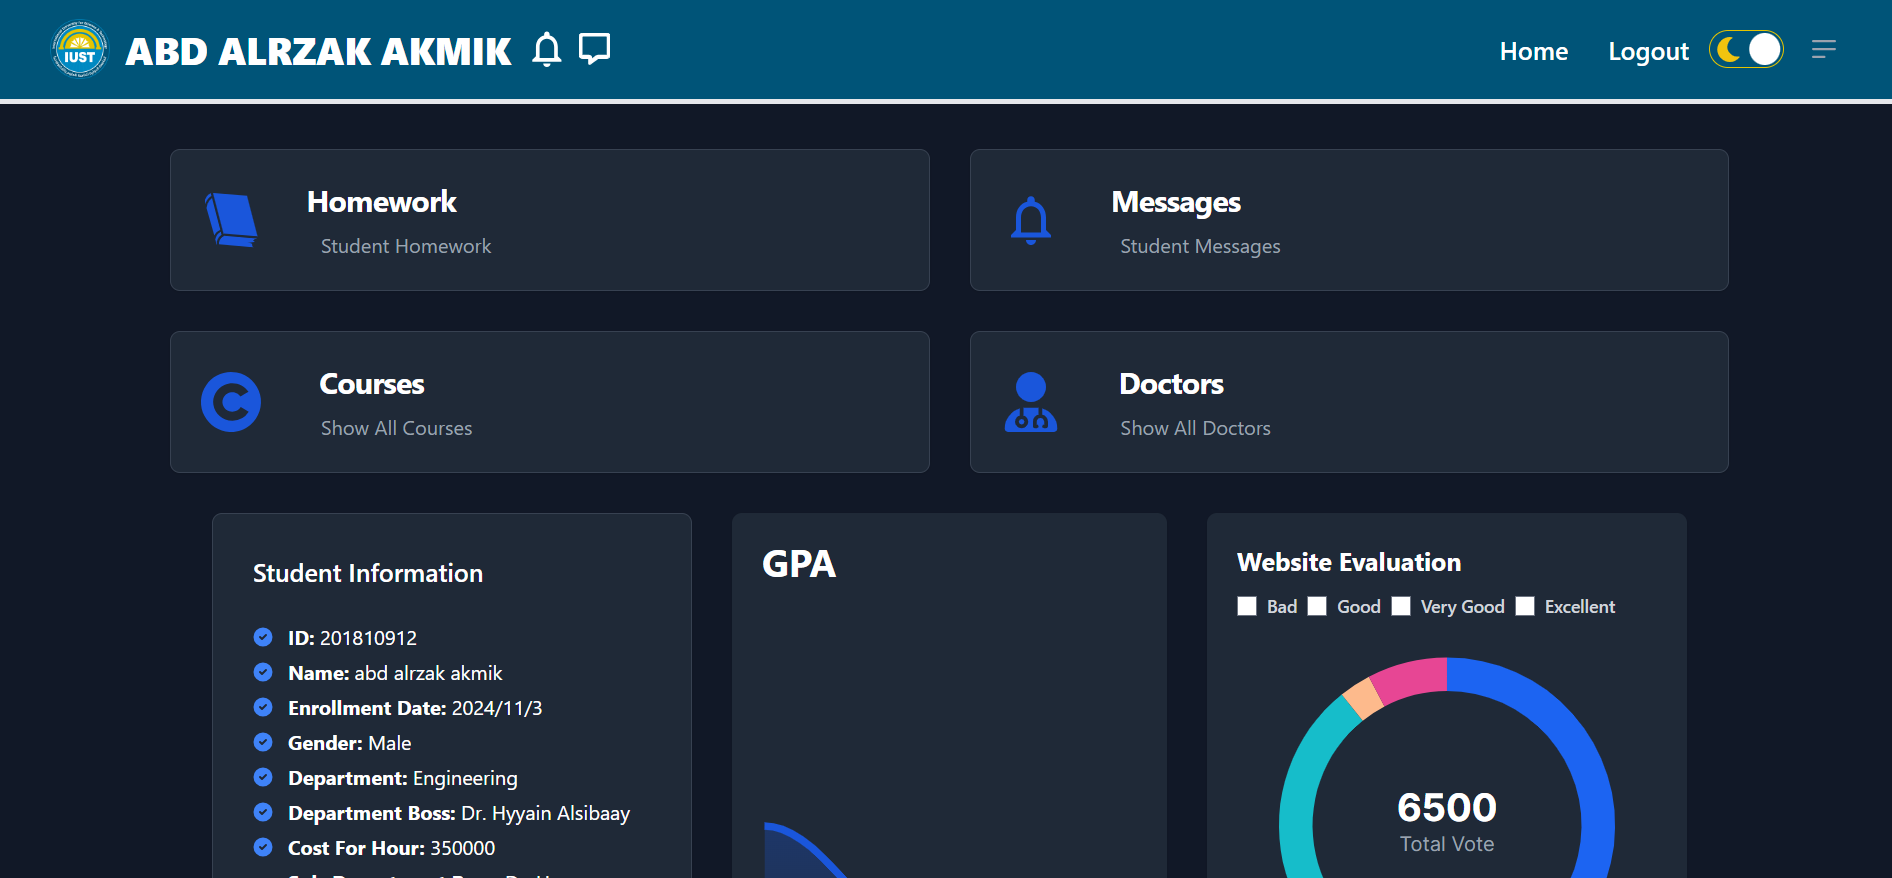 IUST
ABD ALRZAK AKMIK
Home
Logout
Homework
Student Homework
Messages
Student Messages
Courses
Show All Courses
Doctors
Show All Doctors
Student Information
ID: 201810912
Name: abd alrzak akmik
Enrollment Date: 2024/11/3
Gender: Male
Department: Engineering
Department Boss: Dr. Hyyain Alsibaay
Cost For Hour: 350000
GPA
Website Evaluation
Bad Good Very Good Excellent
6500
Total Vote